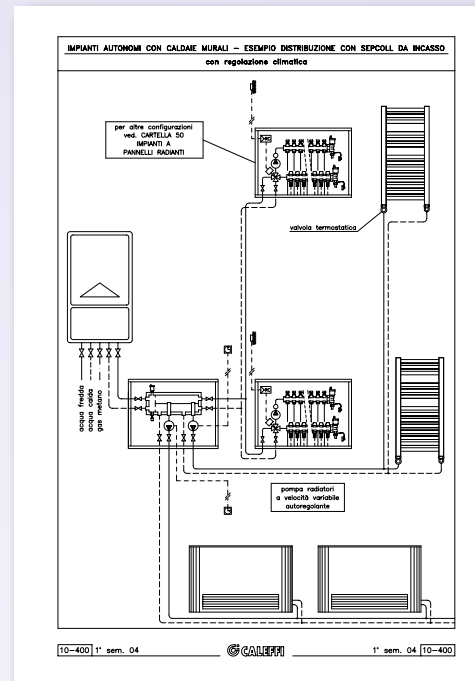 IMPIANTI AUTONOMI CON CALDAIE MURALI – ESEMPIO DISTRIBUZIONE CON SEPCOLL DA INCASSO
con regolazione climatica
per altre configurazioni
ved. CARTELLA 50
IMPIANTI A
PANNELLI RADIANTI
valvola termostatica
acqua fredda
acqua calda
gas metano
pompa radiatori
a velocità variabile
autoregolante
10–400 1° sem. 04
CALEFFI
1° sem. 04 10–400